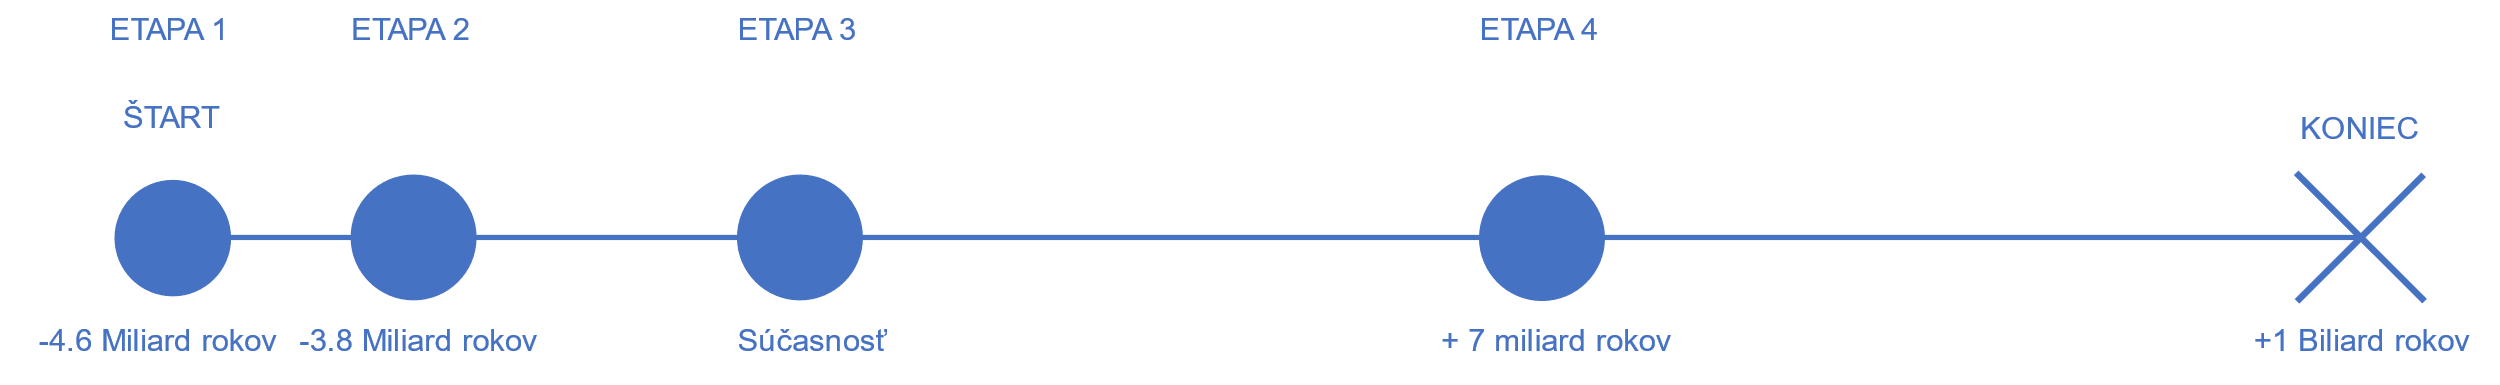 ETAPA 1
ETAPA 2
ETAPA 3
ETAPA 4
ŠTART
KONIEC
-4.6 Miliard rokov
-3.8 Miliard rokov
Súčasnosť
+ 7 miliard rokov
+1 Biliard rokov